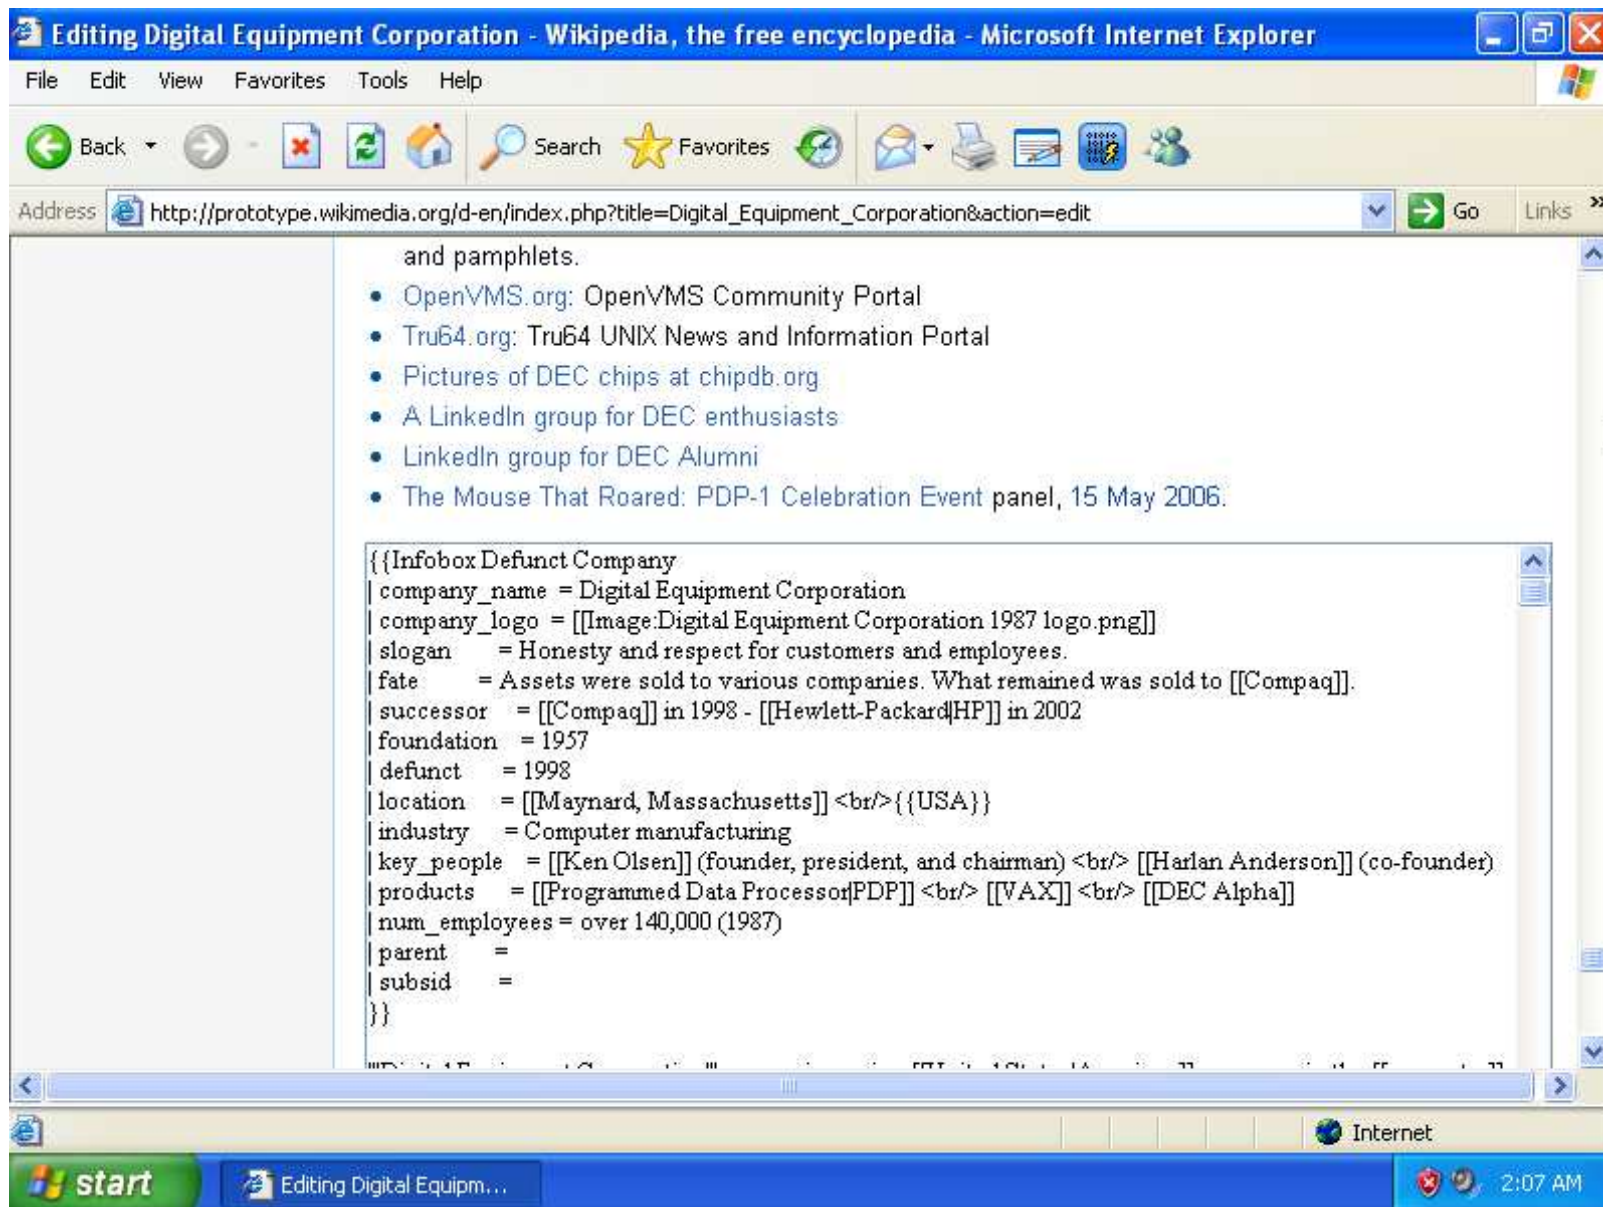 Editing Digital Equipment Corporation - Wikipedia, the free encyclopedia - Microsoft Internet Explorer
File Edit View Favorites Tools Help
Back Search Favorites
Address http://prototype.wikimedia.org/d-en/index.php?title=Digital_Equipment_Corporation&action=edit Go Links »
and pamphlets.
• OpenVMS.org: OpenVMS Community Portal
• Tru64.org: Tru64 UNIX News and Information Portal
• Pictures of DEC chips at chipdb.org
• A LinkedIn group for DEC enthusiasts
• LinkedIn group for DEC Alumni
• The Mouse That Roared: PDP-1 Celebration Event panel, 15 May 2006.
{{Infobox Defunct Company
| company_name = Digital Equipment Corporation
| company_logo = [[Image:Digital Equipment Corporation 1987 logo.png]]
| slogan = Honesty and respect for customers and employees.
| fate = Assets were sold to various companies. What remained was sold to [[Compaq]].
| successor = [[Compaq]] in 1998 - [[Hewlett-Packard|HP]] in 2002
| foundation = 1957
| defunct = 1998
| location = [[Maynard, Massachusetts]] <br/>{{USA}}
| industry = Computer manufacturing
| key_people = [[Ken Olsen]] (founder, president, and chairman) <br/> [[Harlan Anderson]] (co-founder)
| products = [[Programmed Data Processor|PDP]] <br/> [[VAX]] <br/> [[DEC Alpha]]
| num_employees = over 140,000 (1987)
| parent =
| subsid =
}}
Internet
start Editing Digital Equipm... 2:07 AM